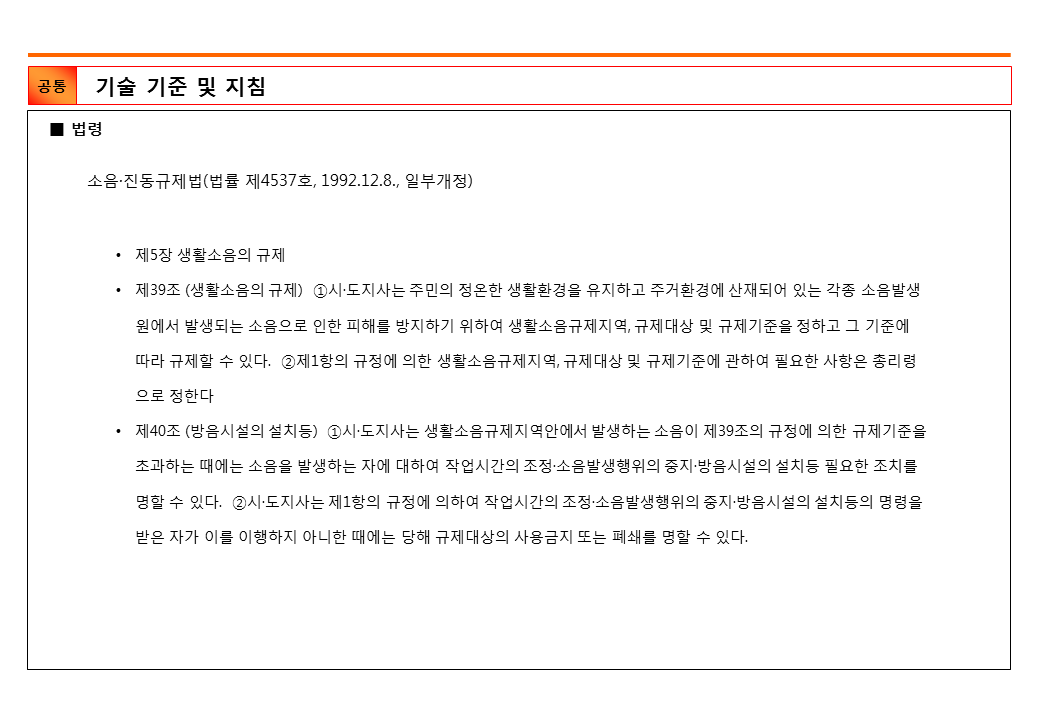 공통
기술 기준 및 지침
■ 법령
소음·진동규제법(법률 제4537호, 1992.12.8., 일부개정)
• 제5장 생활소음의 규제
• 제39조 (생활소음의 규제) ①시·도지사는 주민의 정온한 생활환경을 유지하고 주거환경에 산재되어 있는 각종 소음발생
원에서 발생되는 소음으로 인한 피해를 방지하기 위하여 생활소음규제지역, 규제대상 및 규제기준을 정하고 그 기준에
따라 규제할 수 있다. ②제1항의 규정에 의한 생활소음규제지역, 규제대상 및 규제기준에 관하여 필요한 사항은 총리령
으로 정한다
• 제40조 (방음시설의 설치등) ①시·도지사는 생활소음규제지역안에서 발생하는 소음이 제39조의 규정에 의한 규제기준을
초과하는 때에는 소음을 발생하는 자에 대하여 작업시간의 조정·소음발생행위의 중지·방음시설의 설치등 필요한 조치를
명할 수 있다. ②시·도지사는 제1항의 규정에 의하여 작업시간의 조정·소음발생행위의 중지·방음시설의 설치등의 명령을
받은 자가 이를 이행하지 아니한 때에는 당해 규제대상의 사용금지 또는 폐쇄를 명할 수 있다.